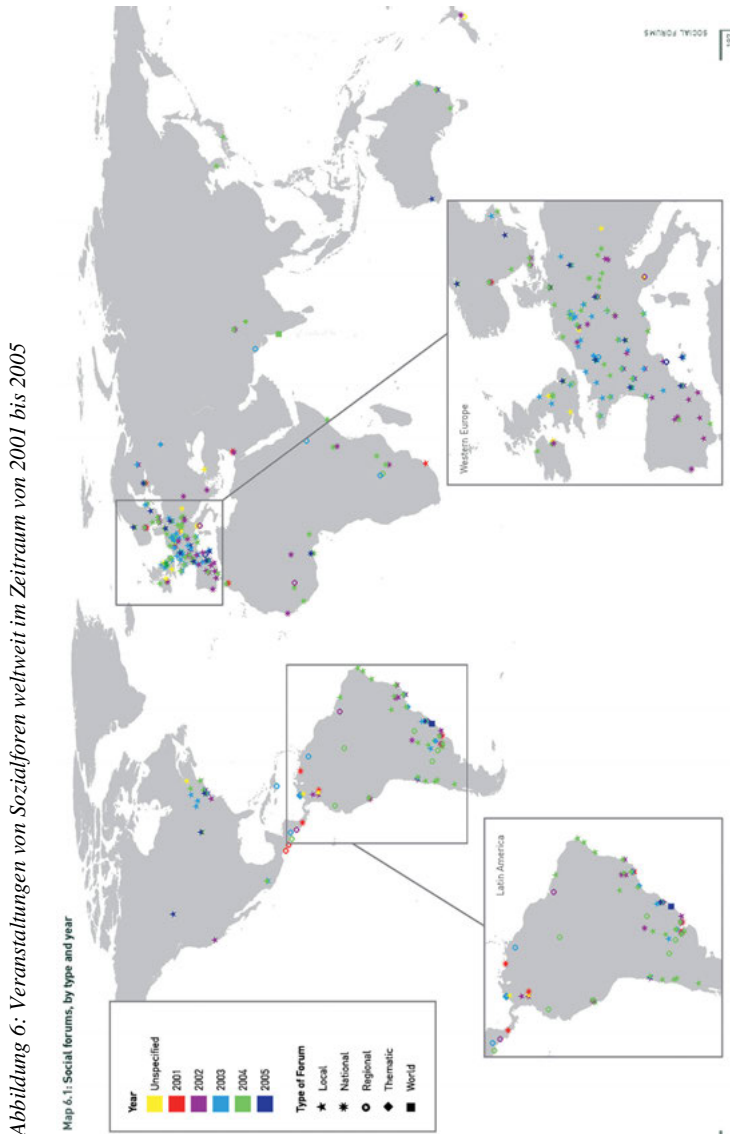 Abbildung 6: Veranstaltungen von Sozialforen weltweit im Zeitraum von 2001 bis 2005
Map 6.1: Social forums, by type and year
Year
Unspecified
2001
2002
2003
2004
2005
Type of Forum
Local
National
Regional
Thematic
World
Latin America
Western Europe
SOCIAL FORUMS